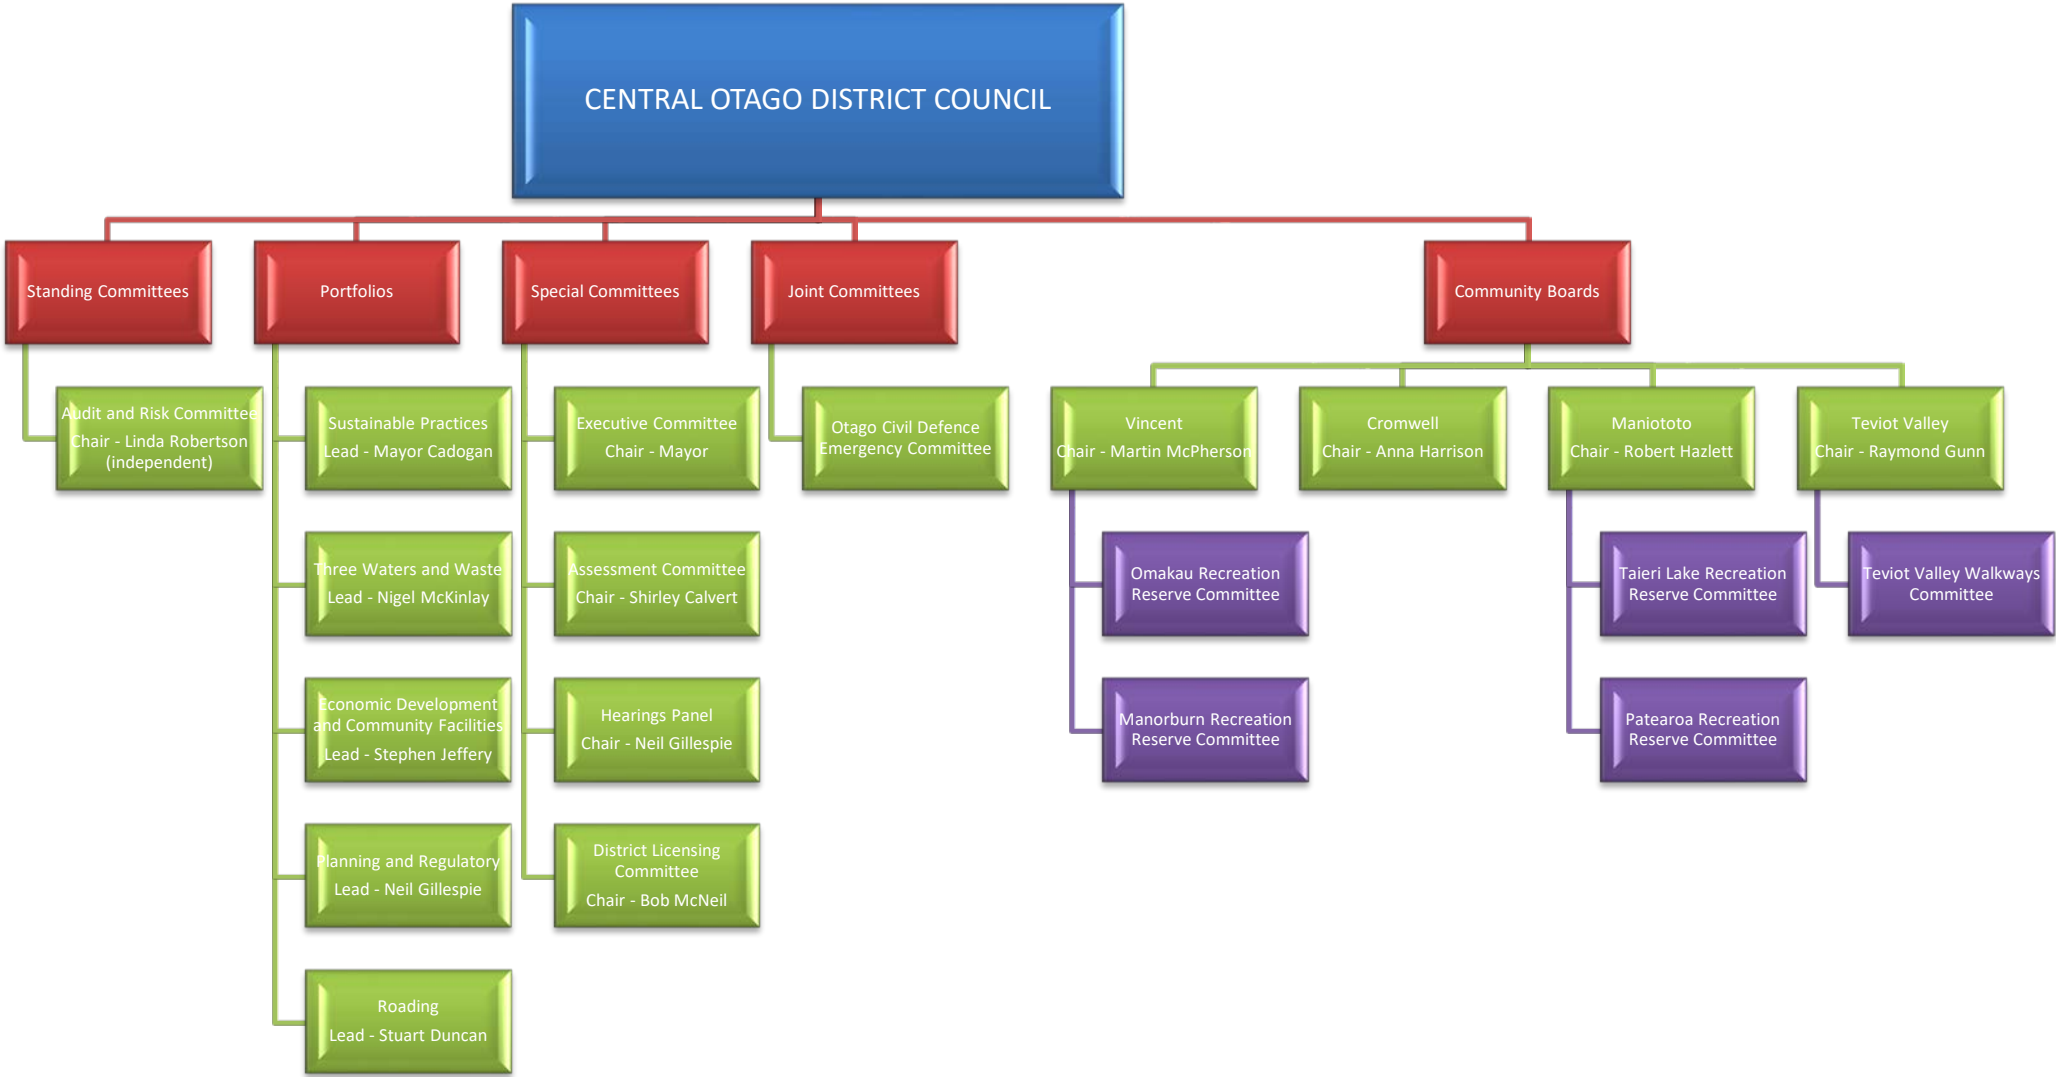 CENTRAL OTAGO DISTRICT COUNCIL
Standing Committees
Audit and Risk Committee
Chair - Linda Robertson
(independent)
Portfolios
Sustainable Practices
Lead - Mayor Cadogan
Three Waters and Waste
Lead - Nigel McKinlay
Economic Development
and Community Facilities
Lead - Stephen Jeffery
Planning and Regulatory
Lead - Neil Gillespie
Roading
Lead - Stuart Duncan
Special Committees
Executive Committee
Chair - Mayor
Assessment Committee
Chair - Shirley Calvert
Hearings Panel
Chair - Neil Gillespie
District Licensing
Committee
Chair - Bob McNeil
Joint Committees
Otago Civil Defence
Emergency Committee
Community Boards
Vincent
Chair - Martin McPherson
Omakau Recreation
Reserve Committee
Manorburn Recreation
Reserve Committee
Cromwell
Chair - Anna Harrison
Maniototo
Chair - Robert Hazlett
Taieri Lake Recreation
Reserve Committee
Patearoa Recreation
Reserve Committee
Teviot Valley
Chair - Raymond Gunn
Teviot Valley Walkways
Committee